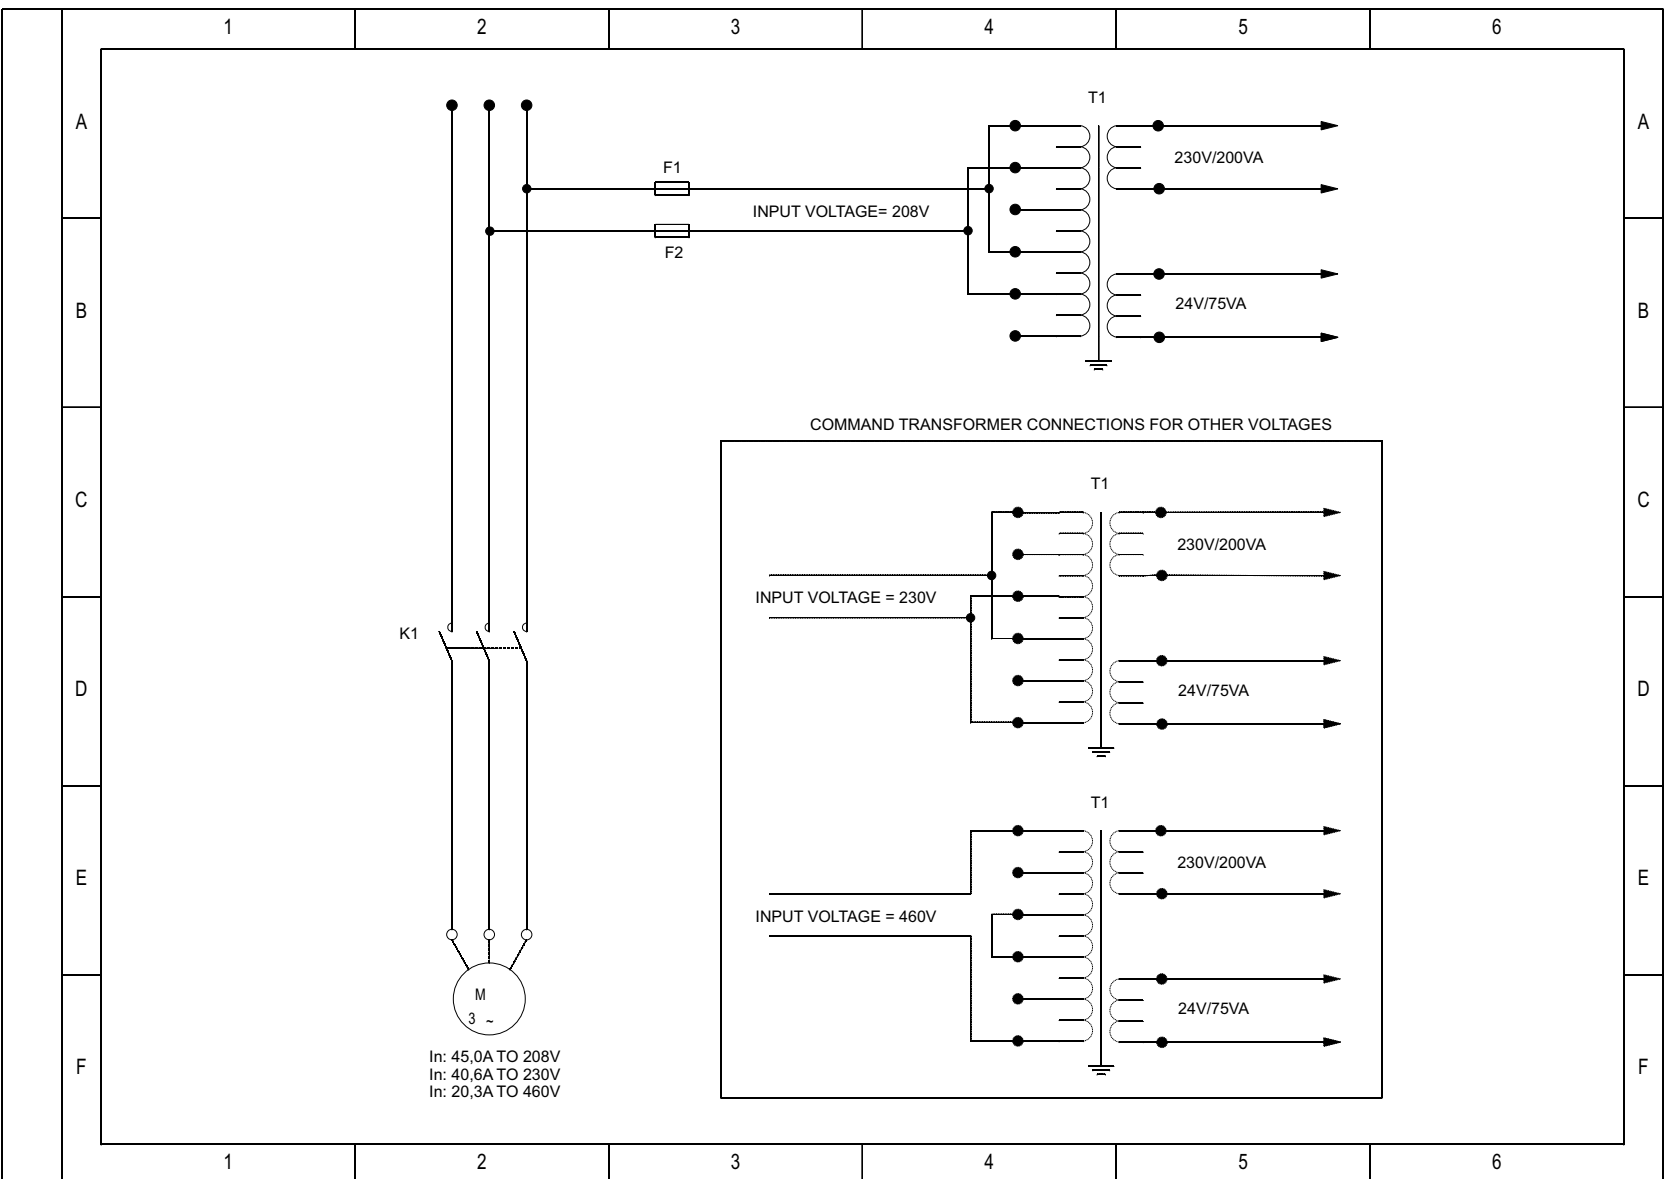 1 2 3 4 5 6
A A
T1
230V/200VA
F1
INPUT VOLTAGE= 208V
F2
24V/75VA
B B
COMMAND TRANSFORMER CONNECTIONS FOR OTHER VOLTAGES
T1
C C
230V/200VA
INPUT VOLTAGE = 230V
K1
D D
24V/75VA
T1
230V/200VA
E E
INPUT VOLTAGE = 460V
M
3 ~
24V/75VA
In: 45,0A TO 208V
In: 40,6A TO 230V
In: 20,3A TO 460V
F F
1 2 3 4 5 6